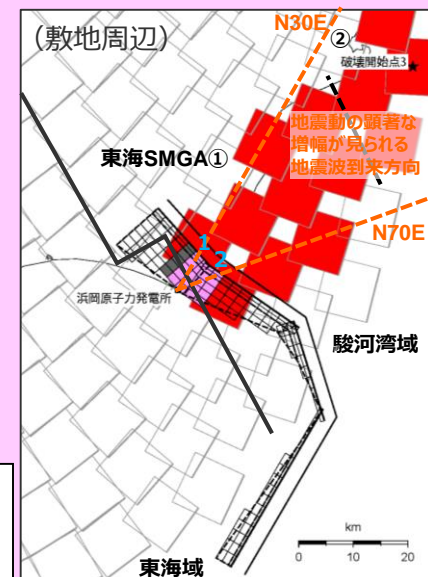 (敷地周辺)
N30E
②
破壊開始点3
地震動の顕著な
増幅が見られる
地震波到来方向
東海SMGA①
N70E
1
2
浜岡原子力発電所
駿河湾域
東海域
km
0 10 20